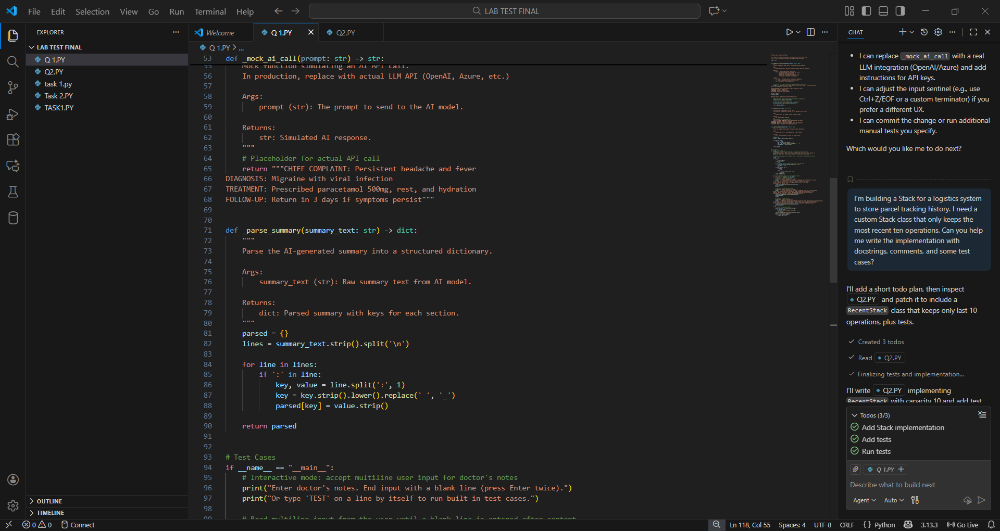 File Edit Selection View Go Run Terminal Help
LAB TEST FINAL
EXPLORER
LAB TEST FINAL
Q 1.PY
Q2.PY
task 1.py
Task 2.PY
TASK1.PY
OUTLINE
TIMELINE
Welcome
Q 1.PY
Q2.PY
Q 1.PY > ...
53 def _mock_ai_call(prompt: str) -> str:
55 Mock function simulating an AI API call.
56 In production, replace with actual LLM API (OpenAI, Azure, etc.)
57
58 Args:
59 prompt (str): The prompt to send to the AI model.
60
61 Returns:
62 str: Simulated AI response.
63 """
64 # Placeholder for actual API call
65 return """CHIEF COMPLAINT: Persistent headache and fever
66 DIAGNOSIS: Migraine with viral infection
67 TREATMENT: Prescribed paracetamol 500mg, rest, and hydration
68 FOLLOW-UP: Return in 3 days if symptoms persist"""
69
70
71 def _parse_summary(summary_text: str) -> dict:
72 """
73 Parse the AI-generated summary into a structured dictionary.
74
75 Args:
76 summary_text (str): Raw summary text from AI model.
77
78 Returns:
79 dict: Parsed summary with keys for each section.
80 """
81 parsed = {}
82 lines = summary_text.strip().split('\n')
83
84 for line in lines:
85 if ':' in line:
86 key, value = line.split(':', 1)
87 key = key.strip().lower().replace(' ', '_')
88 parsed[key] = value.strip()
89
90 return parsed
91
92
93 # Test Cases
94 if __name__ == "__main__":
95 # Interactive mode: accept multiline user input for doctor's notes
96 print("Enter doctor's notes. End input with a blank line (press Enter twice).")
97 print("Or type 'TEST' on a line by itself to run built-in test cases.")
98
99 # Read multiline input from the user until a blank line is entered after content
CHAT
• I can replace _mock_ai_call with a real
LLM integration (OpenAI/Azure) and add
instructions for API keys.
• I can adjust the input sentinel (e.g., use
Ctrl+Z/EOF or a custom terminator) if you
prefer a different UX.
• I can commit the change or run additional
manual tests you specify.
Which would you like me to do next?
I'm building a Stack for a logistics system
to store parcel tracking history. I need a
custom Stack class that only keeps the
most recent ten operations. Can you help
me write the implementation with
docstrings, comments, and some test
cases?
I'll add a short todo plan, then inspect
Q2.PY and patch it to include a
RecentStack class that keeps only last 10
operations, plus tests.
Created 3 todos
Read Q2.PY
Finalizing tests and implementation...
I'll write Q2.PY implementing
RecentStack with capacity 10 and add test
Todos (3/3)
Add Stack implementation
Add tests
Run tests
Q 1.PY +
Describe what to build next
Agent Auto
0 0 Connect
Ln 118, Col 55 Spaces: 4 UTF-8 CRLF {} Python 3.13.3 Go Live